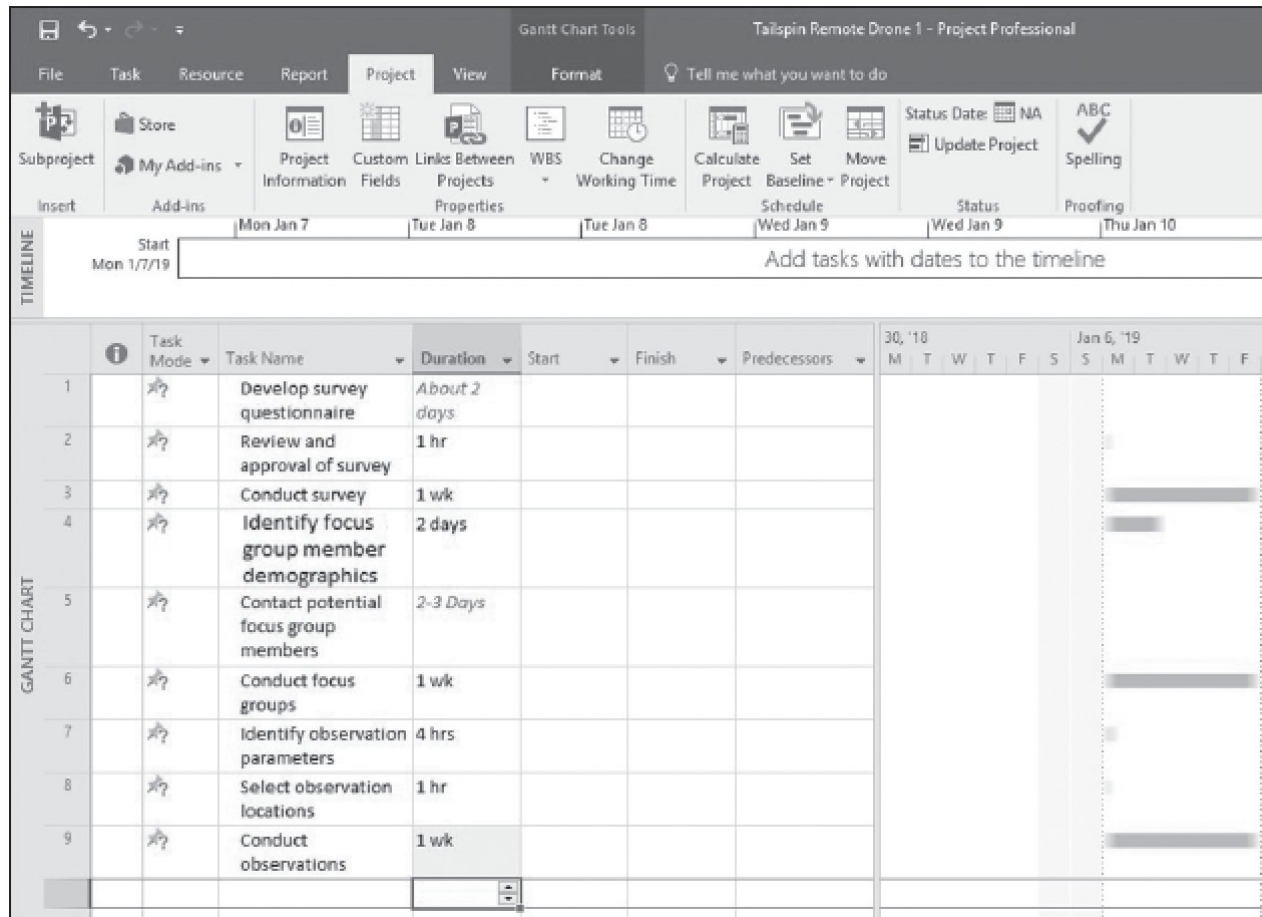 Gantt Chart Tools
Tailspin Remote Drone 1 - Project Professional
File Task Resource Report Project View Format Tell me what you want to do
Subproject
Store
My Add-ins
Project Information
Custom Fields
Links Between Projects
WBS
Change Working Time
Calculate Project
Set Baseline
Move Project
Status Date: NA
Update Project
ABC
Spelling
Insert Add-ins Properties Schedule Status Proofing
TIMELINE
Mon Jan 7 Tue Jan 8 Tue Jan 8 Wed Jan 9 Wed Jan 9 Thu Jan 10
Start
Mon 1/7/19
Add tasks with dates to the timeline
GANTT CHART
Task Mode Task Name Duration Start Finish Predecessors
30, '18 Jan 6, '19
M T W T F S S M T W T F
1 Develop survey About 2
questionnaire days
2 Review and 1 hr
approval of survey
3 Conduct survey 1 wk
4 Identify focus 2 days
group member
demographics
5 Contact potential 2-3 Days
focus group
members
6 Conduct focus 1 wk
groups
7 Identify observation 4 hrs
parameters
8 Select observation 1 hr
locations
9 Conduct 1 wk
observations